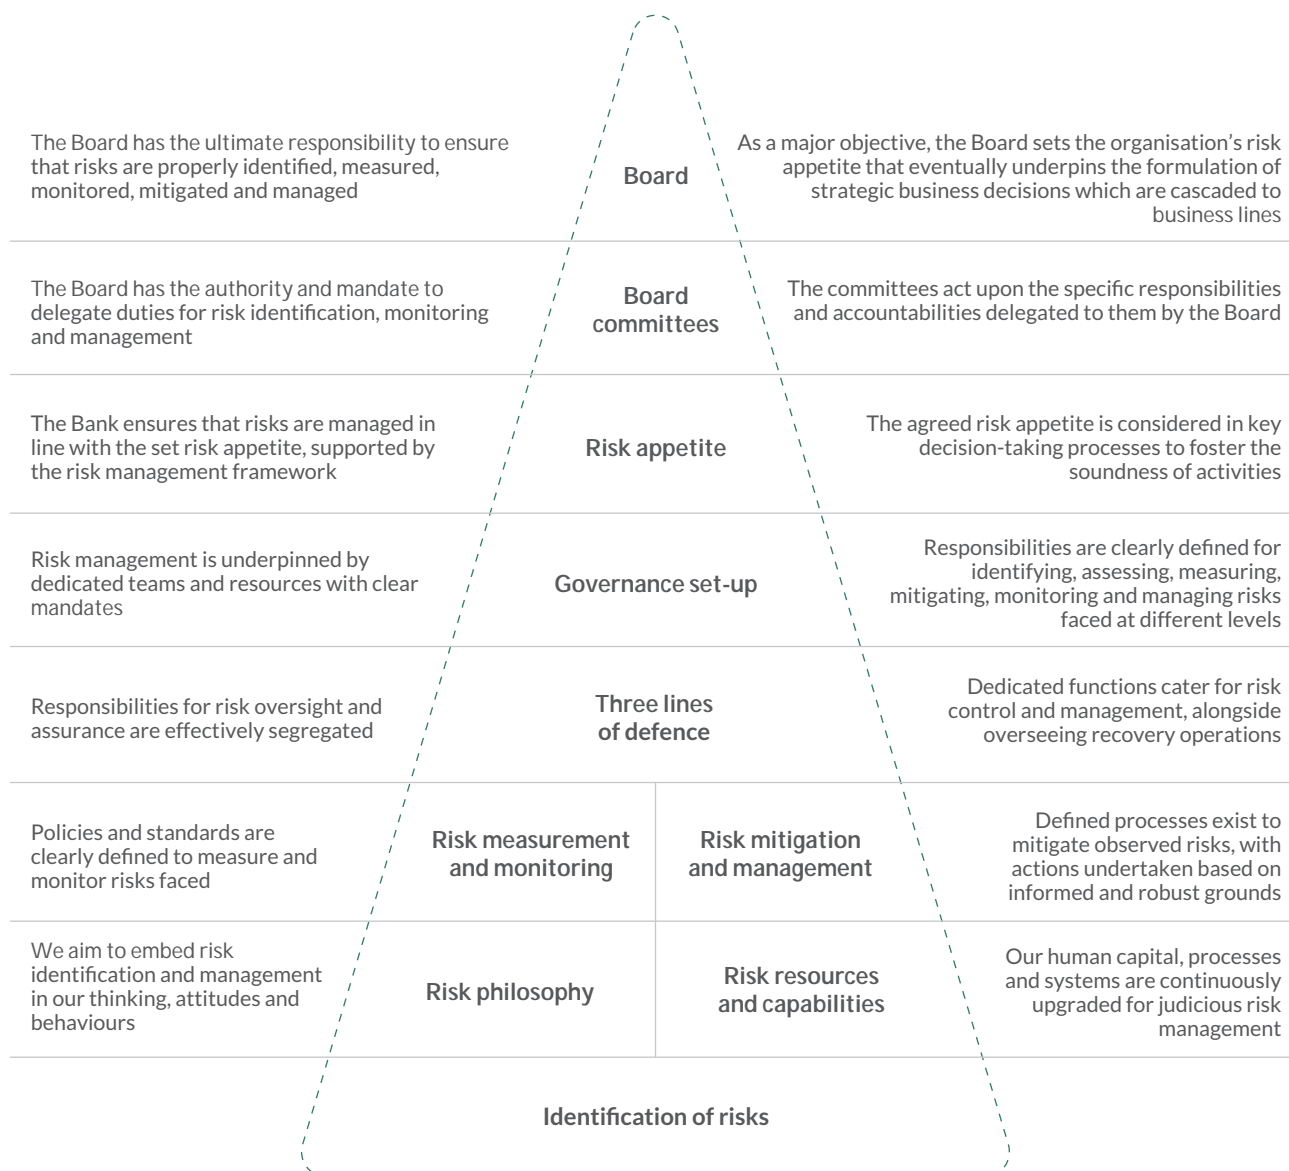 The Board has the ultimate responsibility to ensure
that risks are properly identified, measured,
monitored, mitigated and managed
Board
As a major objective, the Board sets the organisation's risk
appetite that eventually underpins the formulation of
strategic business decisions which are cascaded to
business lines
The Board has the authority and mandate to
delegate duties for risk identification, monitoring
and management
Board
committees
The committees act upon the specific responsibilities
and accountabilities delegated to them by the Board
The Bank ensures that risks are managed in
line with the set risk appetite, supported by
the risk management framework
Risk appetite
The agreed risk appetite is considered in key
decision-taking processes to foster the
soundness of activities
Risk management is underpinned by
dedicated teams and resources with clear
mandates
Governance set-up
Responsibilities are clearly defined for
identifying, assessing, measuring,
mitigating, monitoring and managing risks
faced at different levels
Responsibilities for risk oversight and
assurance are effectively segregated
Three lines
of defence
Dedicated functions cater for risk
control and management, alongside
overseeing recovery operations
Policies and standards are
clearly defined to measure and
monitor risks faced
Risk measurement
and monitoring
Risk mitigation
and management
Defined processes exist to
mitigate observed risks, with
actions undertaken based on
informed and robust grounds
We aim to embed risk
identification and management
in our thinking, attitudes and
behaviours
Risk philosophy
Risk resources
and capabilities
Our human capital, processes
and systems are continuously
upgraded for judicious risk
management
Identification of risks